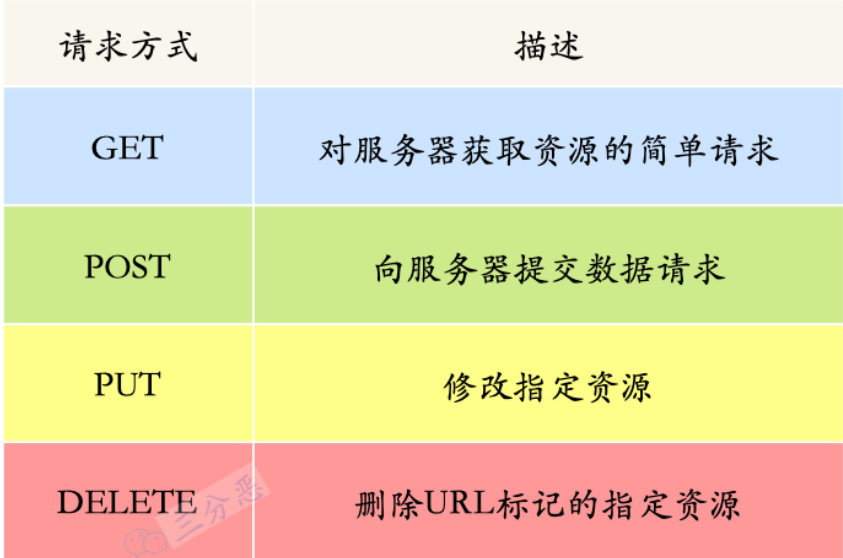 请求方式 描述
GET 对服务器获取资源的简单请求
POST 向服务器提交数据请求
PUT 修改指定资源
DELETE 删除URL标记的指定资源
三分恶